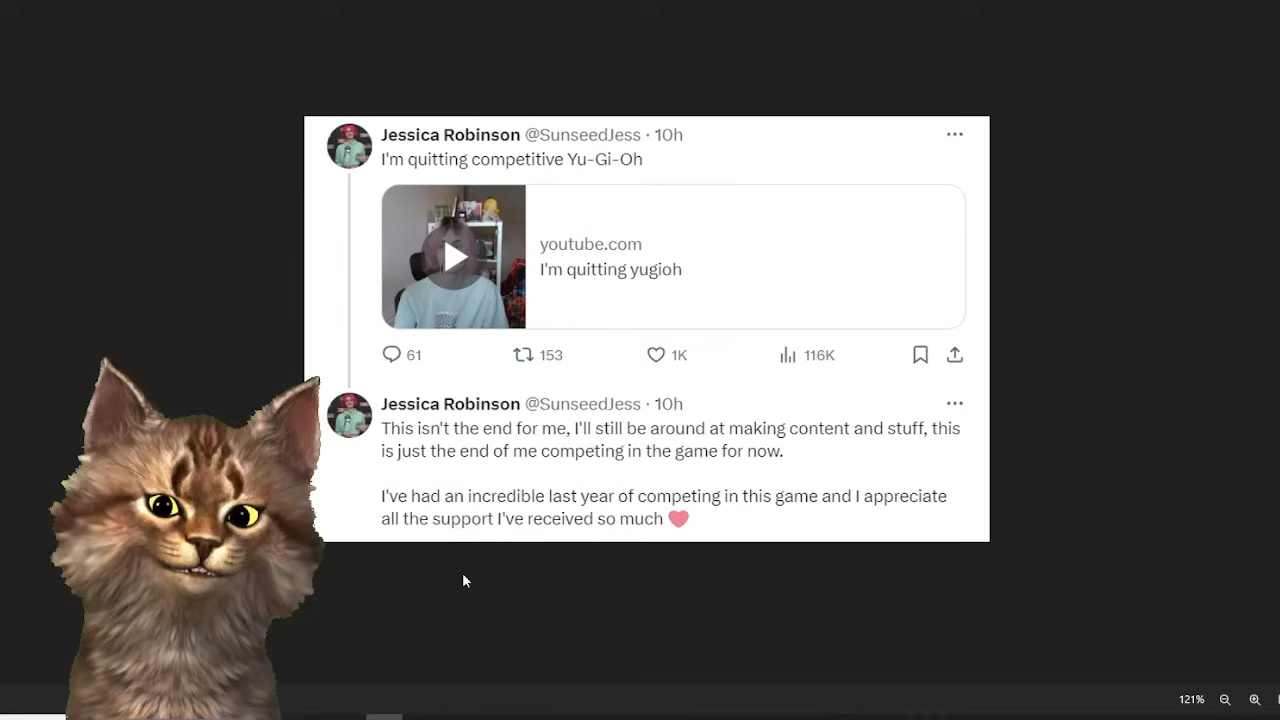 Jessica Robinson @SunseedJess · 10h
I'm quitting competitive Yu-Gi-Oh
youtube.com
I'm quitting yugioh
61 153 1K 116K
Jessica Robinson @SunseedJess · 10h
This isn't the end for me, I'll still be around at making content and stuff, this
is just the end of me competing in the game for now.
I've had an incredible last year of competing in this game and I appreciate
all the support I've received so much
121%